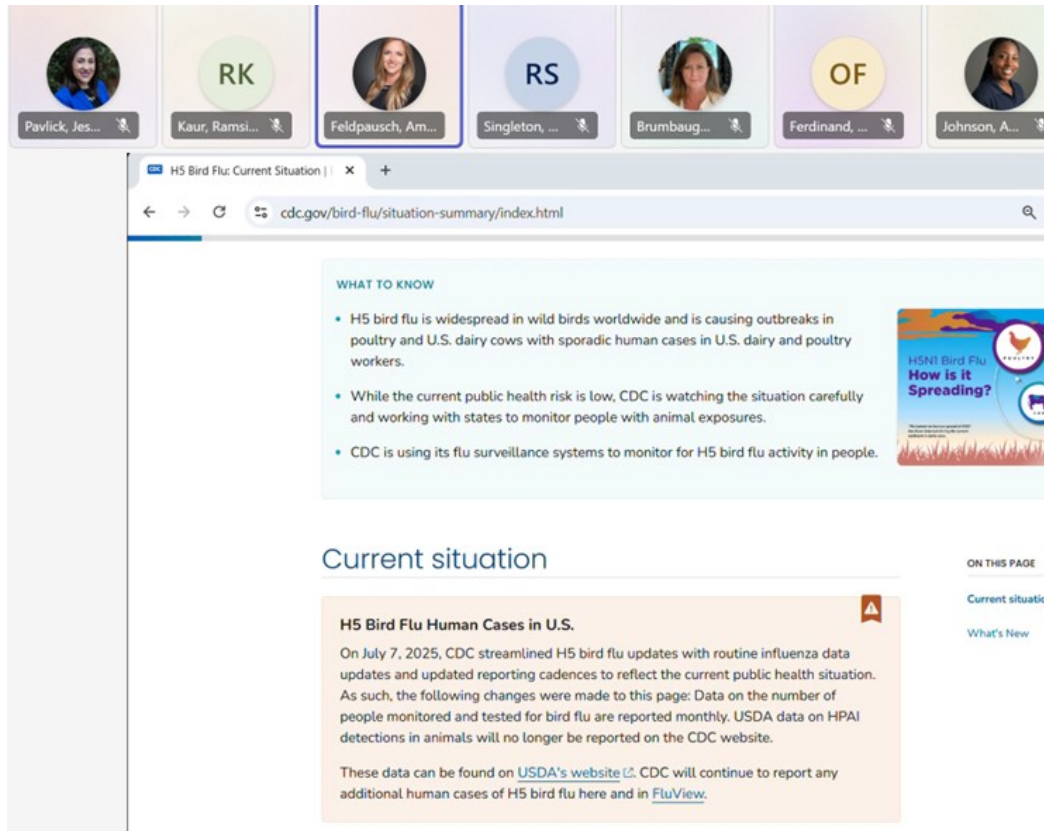 RK
RS
OF
Pavlick, Jes...
Kaur, Ramsi...
Feldpausch, Am...
Singleton, ...
Brumbaug...
Ferdinand, ...
Johnson, A...
CDC H5 Bird Flu: Current Situation |
cdc.gov/bird-flu/situation-summary/index.html
WHAT TO KNOW
• H5 bird flu is widespread in wild birds worldwide and is causing outbreaks in
poultry and U.S. dairy cows with sporadic human cases in U.S. dairy and poultry
workers.
• While the current public health risk is low, CDC is watching the situation carefully
and working with states to monitor people with animal exposures.
• CDC is using its flu surveillance systems to monitor for H5 bird flu activity in people.
H5N1 Bird Flu
How is it
Spreading?
POULTRY
Current situation
ON THIS PAGE
Current situatio
What's New
H5 Bird Flu Human Cases in U.S.
On July 7, 2025, CDC streamlined H5 bird flu updates with routine influenza data
updates and updated reporting cadences to reflect the current public health situation.
As such, the following changes were made to this page: Data on the number of
people monitored and tested for bird flu are reported monthly. USDA data on HPAI
detections in animals will no longer be reported on the CDC website.
These data can be found on USDA's website. CDC will continue to report any
additional human cases of H5 bird flu here and in FluView.